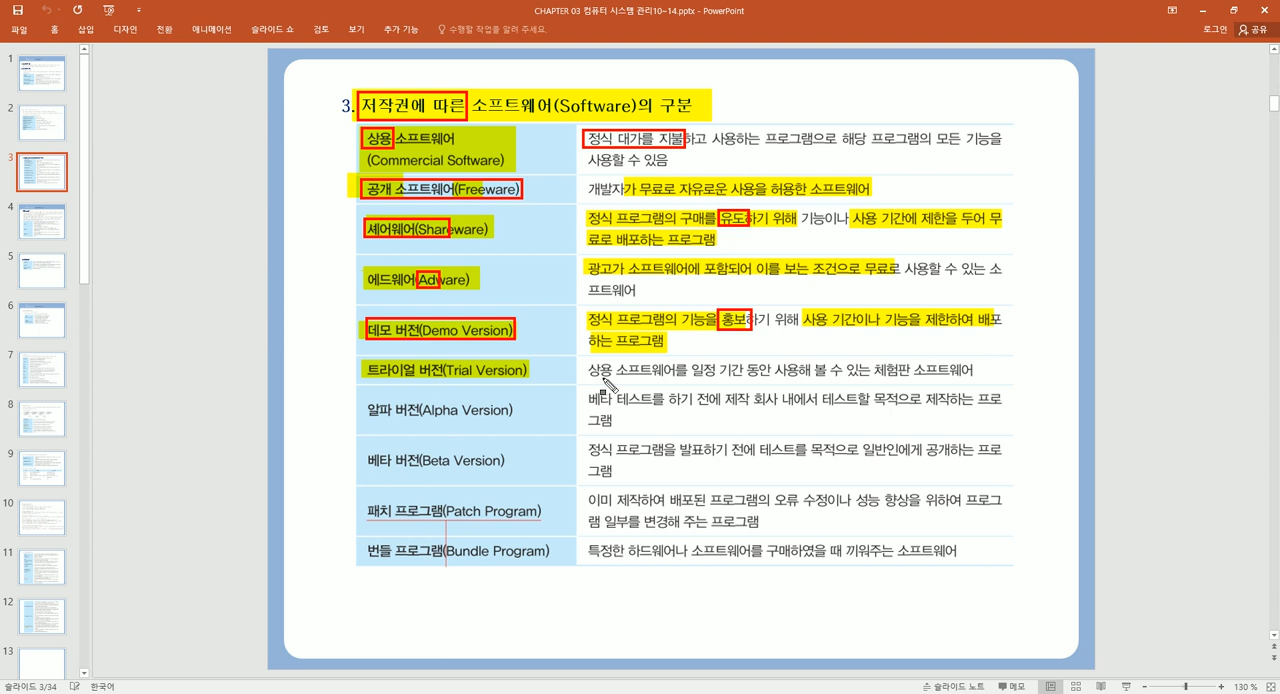 CHAPTER 03 컴퓨터 시스템 관리10~14.pptx - PowerPoint
파일 홈 삽입 디자인 전환 애니메이션 슬라이드 쇼 검토 보기 추가 기능 수행할 작업을 알려 주세요. 로그인 공유
1
2
3
4
5
6
7
8
9
10
11
12
13
3. 저작권에 따른 소프트웨어(Software)의 구분
상용 소프트웨어
(Commercial Software)
정식 대가를 지불하고 사용하는 프로그램으로 해당 프로그램의 모든 기능을
사용할 수 있음
공개 소프트웨어(Freeware)
개발자가 무료로 자유로운 사용을 허용한 소프트웨어
셰어웨어(Shareware)
정식 프로그램의 구매를 유도하기 위해 기능이나 사용 기간에 제한을 두어 무
료로 배포하는 프로그램
에드웨어(Adware)
광고가 소프트웨어에 포함되어 이를 보는 조건으로 무료로 사용할 수 있는 소
프트웨어
데모 버전(Demo Version)
정식 프로그램의 기능을 홍보하기 위해 사용 기간이나 기능을 제한하여 배포
하는 프로그램
트라이얼 버전(Trial Version)
상용 소프트웨어를 일정 기간 동안 사용해 볼 수 있는 체험판 소프트웨어
알파 버전(Alpha Version)
베타 테스트를 하기 전에 제작 회사 내에서 테스트할 목적으로 제작하는 프로
그램
베타 버전(Beta Version)
정식 프로그램을 발표하기 전에 테스트를 목적으로 일반인에게 공개하는 프로
그램
패치 프로그램(Patch Program)
이미 제작하여 배포된 프로그램의 오류 수정이나 성능 향상을 위하여 프로그
램 일부를 변경해 주는 프로그램
번들 프로그램(Bundle Program)
특정한 하드웨어나 소프트웨어를 구매하였을 때 끼워주는 소프트웨어
슬라이드 3/34 한국어 슬라이드 노트 메모 130 %